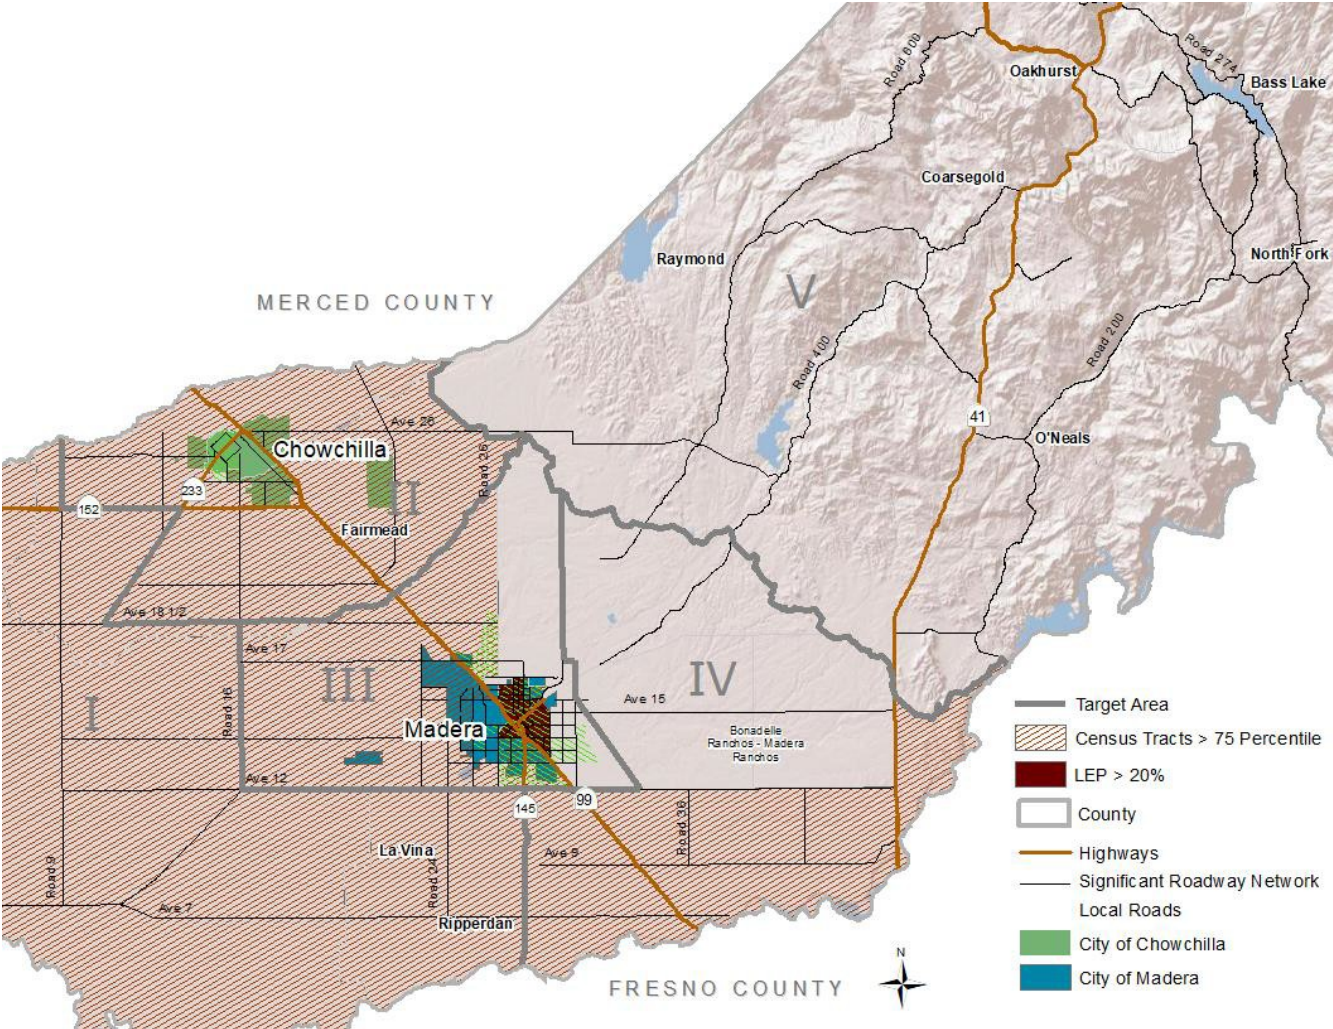 Road 600
Oakhurst
Road 274
Bass Lake
Coarsegold
Raymond
North Fork
MERCED COUNTY
V
Road 400
Road 200
41
O'Neals
Ave 26
Chowchilla
Road 26
233
II
152
Fairmead
Ave 18 1/2
Ave 17
III
IV
I
Road 16
Ave 15
Madera
Bonadelle
Ranchos - Madera
Ranchos
Ave 12
99
145
Road 36
La Vina
Ave 9
Road 9
Road 24
Ave 7
Ripperdan
FRESNO COUNTY
N
Target Area
Census Tracts > 75 Percentile
LEP > 20%
County
Highways
Significant Roadway Network
Local Roads
City of Chowchilla
City of Madera